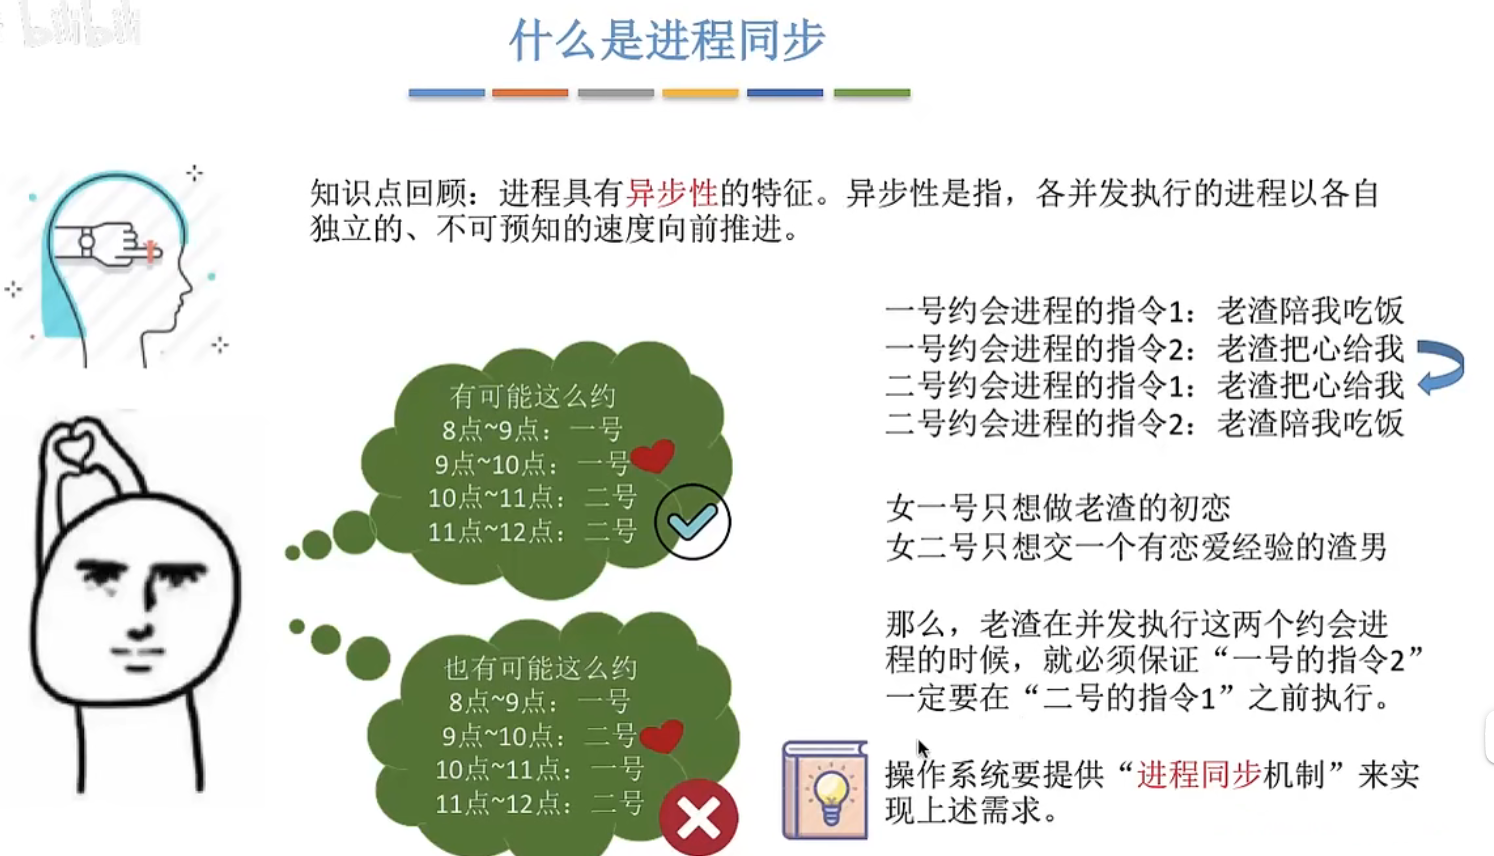 bilibili
什么是进程同步
知识点回顾：进程具有异步性的特征。异步性是指，各并发执行的进程以各自
独立的、不可预知的速度向前推进。
有可能这么约
8点~9点：一号
9点~10点：一号
10点~11点：二号
11点~12点：二号
也有可能这么约
8点~9点：一号
9点~10点：二号
10点~11点：一号
11点~12点：二号
一号约会进程的指令1：老渣陪我吃饭
一号约会进程的指令2：老渣把心给我
二号约会进程的指令1：老渣把心给我
二号约会进程的指令2：老渣陪我吃饭
女一号只想做老渣的初恋
女二号只想交一个有恋爱经验的渣男
那么，老渣在并发执行这两个约会进
程的时候，就必须保证“一号的指令2”
一定要在“二号的指令1”之前执行。
操作系统要提供“进程同步机制”来实
现上述需求。